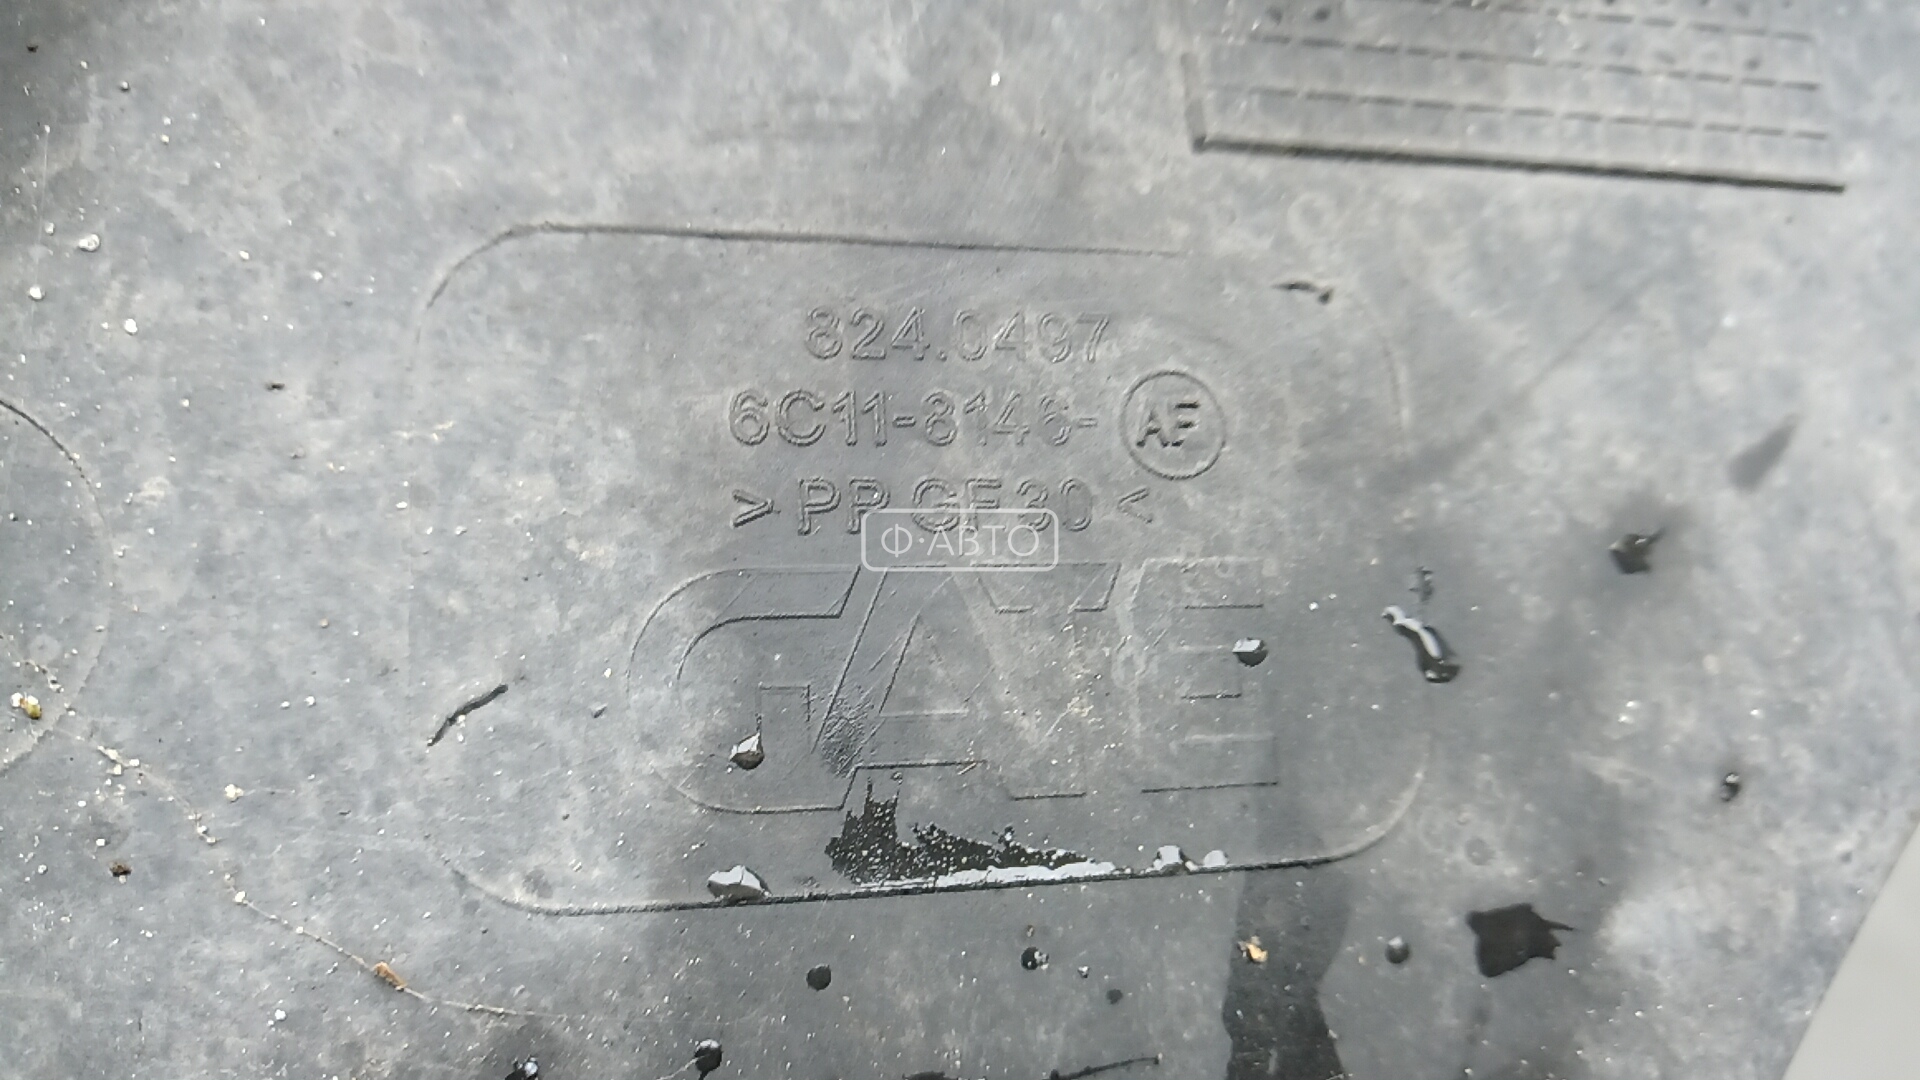 824.0497
6C11-8146- AF
> PP GF30 <
Ф·АВТО
GATE